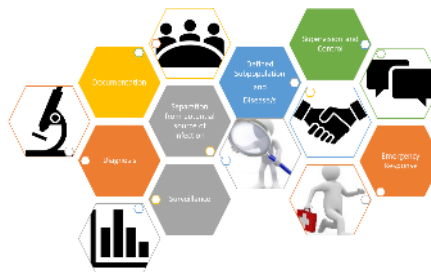 Supervision and
Control
Defined
Subpopulation
and
Disease/s
Documentation
Separation
from potential
source of
infection
Emergency
Response
Diagnosis
Surveillance